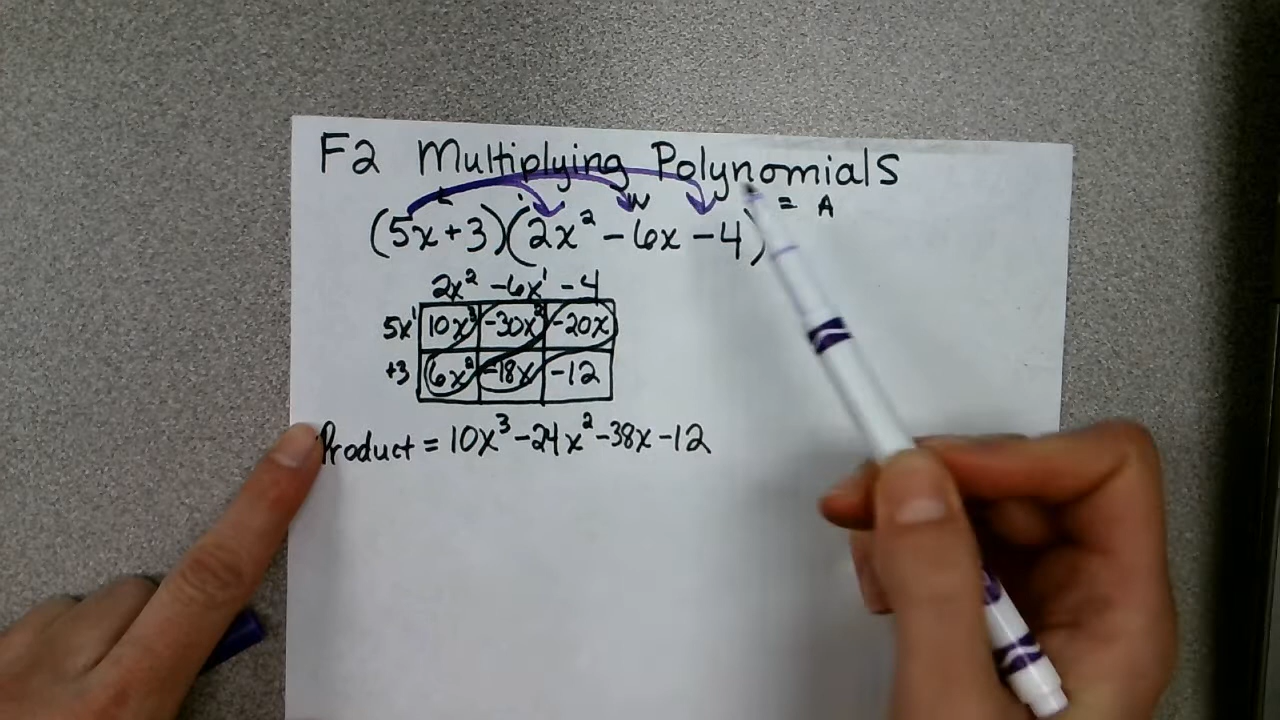 F2 Multiplying Polynomials
L W = A
(5x+3)(2x² - 6x - 4)
2x² -6x¹ -4
5x¹ 10x³ -30x² -20x
+3 6x² -18x -12
Product = 10x³ -24x² -38x -12